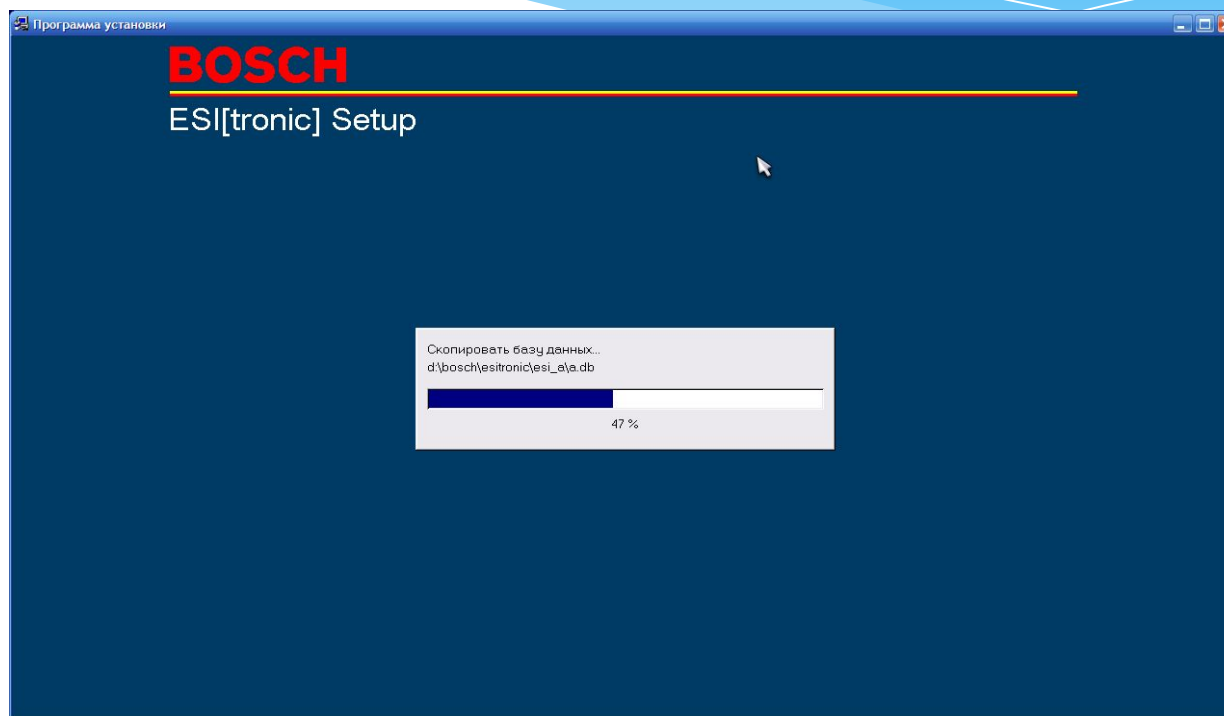 Программа установки
BOSCH
ESI[tronic] Setup
Скопировать базу данных...
d:\bosch\esitronic\esi_a\a.db
47 %